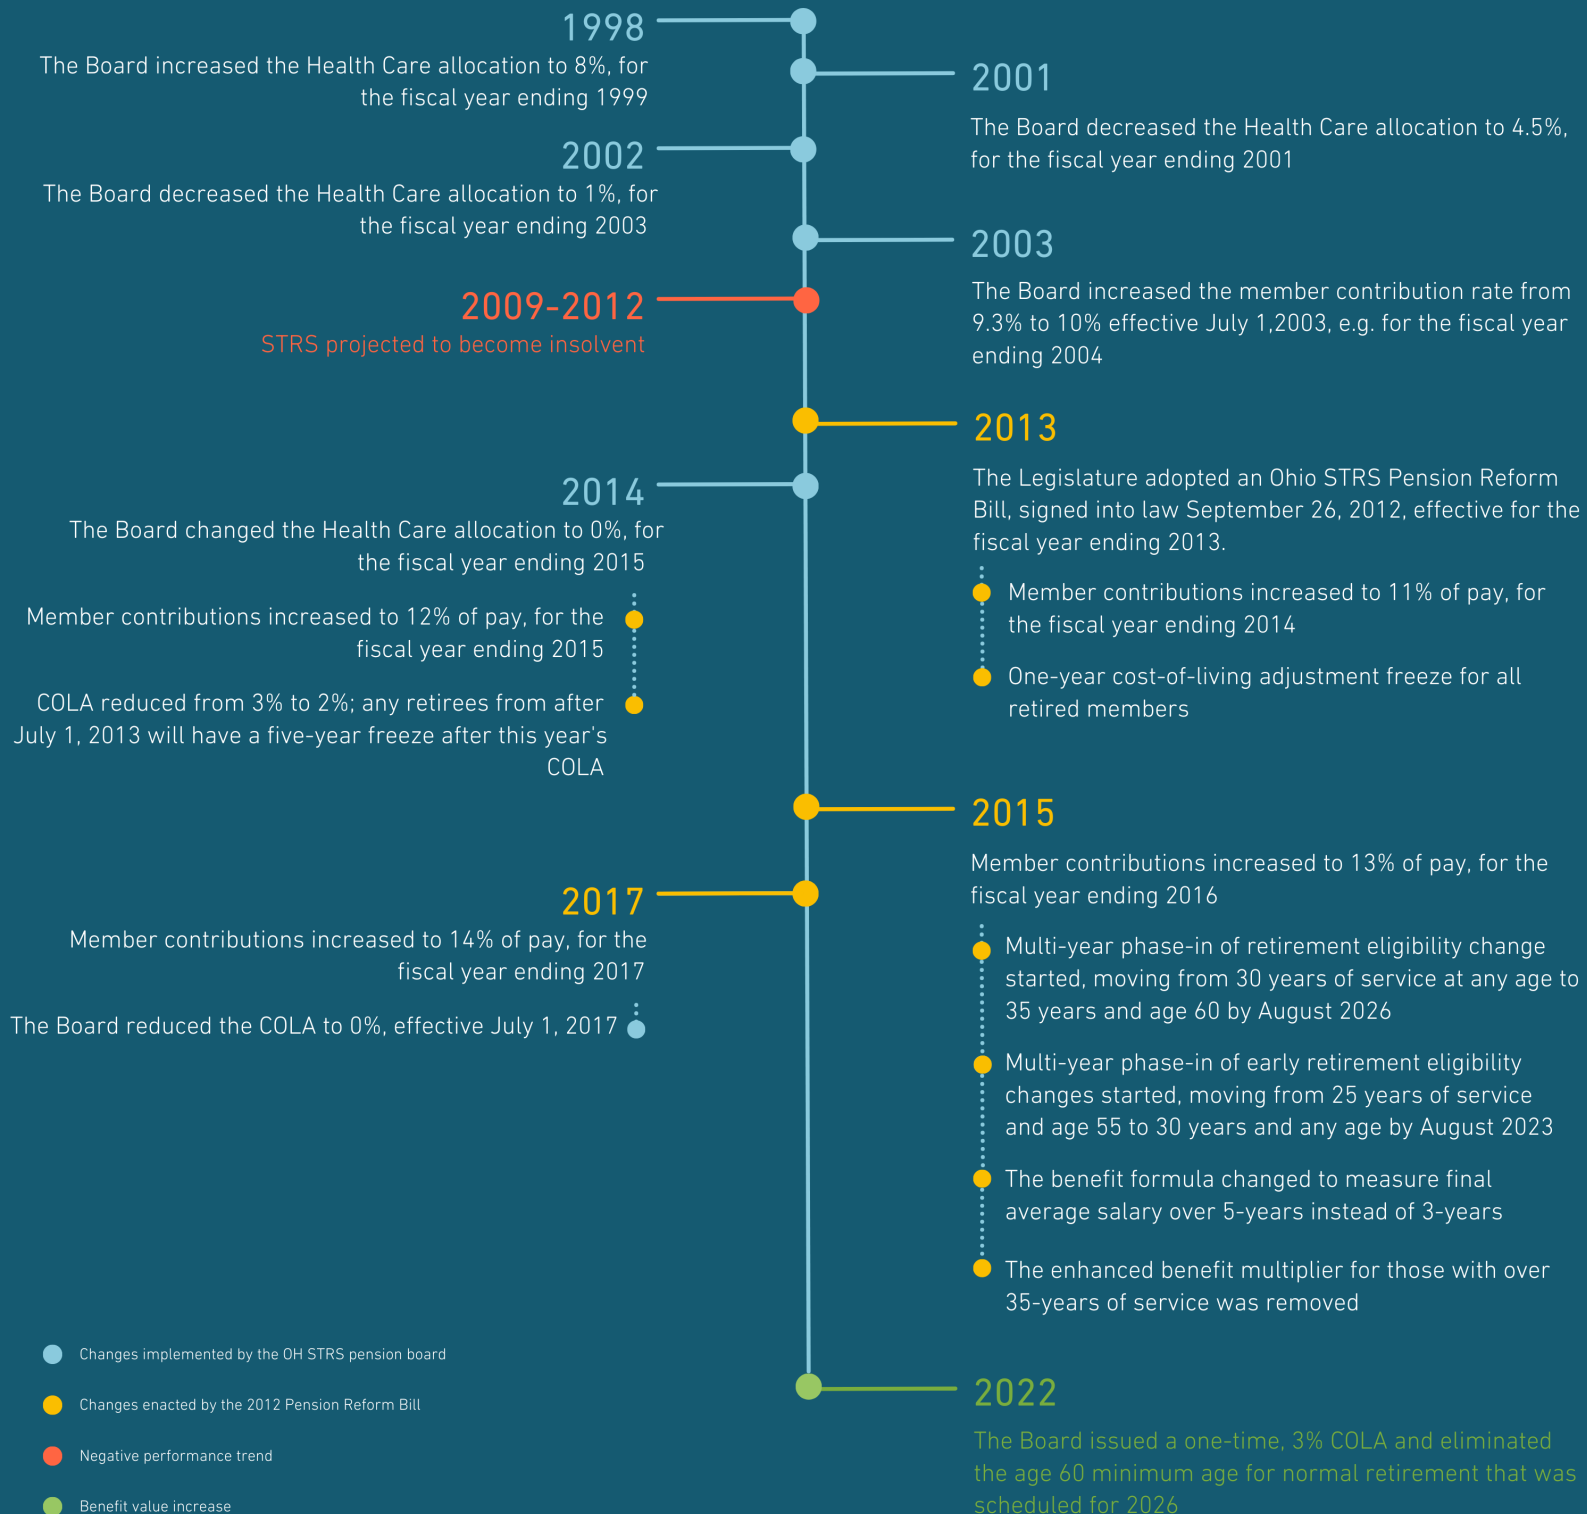 1998
The Board increased the Health Care allocation to 8%, for
the fiscal year ending 1999
2001
The Board decreased the Health Care allocation to 4.5%,
for the fiscal year ending 2001
2002
The Board decreased the Health Care allocation to 1%, for
the fiscal year ending 2003
2003
The Board increased the member contribution rate from
9.3% to 10% effective July 1,2003, e.g. for the fiscal year
ending 2004
2009-2012
STRS projected to become insolvent
2013
The Legislature adopted an Ohio STRS Pension Reform
Bill, signed into law September 26, 2012, effective for the
fiscal year ending 2013.
Member contributions increased to 11% of pay, for
the fiscal year ending 2014
One-year cost-of-living adjustment freeze for all
retired members
2014
The Board changed the Health Care allocation to 0%, for
the fiscal year ending 2015
Member contributions increased to 12% of pay, for the
fiscal year ending 2015
COLA reduced from 3% to 2%; any retirees from after
July 1, 2013 will have a five-year freeze after this year's
COLA
2015
Member contributions increased to 13% of pay, for the
fiscal year ending 2016
Multi-year phase-in of retirement eligibility change
started, moving from 30 years of service at any age to
35 years and age 60 by August 2026
Multi-year phase-in of early retirement eligibility
changes started, moving from 25 years of service
and age 55 to 30 years and any age by August 2023
The benefit formula changed to measure final
average salary over 5-years instead of 3-years
The enhanced benefit multiplier for those with over
35-years of service was removed
2017
Member contributions increased to 14% of pay, for the
fiscal year ending 2017
The Board reduced the COLA to 0%, effective July 1, 2017
2022
The Board issued a one-time, 3% COLA and eliminated
the age 60 minimum age for normal retirement that was
scheduled for 2026
Changes implemented by the OH STRS pension board
Changes enacted by the 2012 Pension Reform Bill
Negative performance trend
Benefit value increase